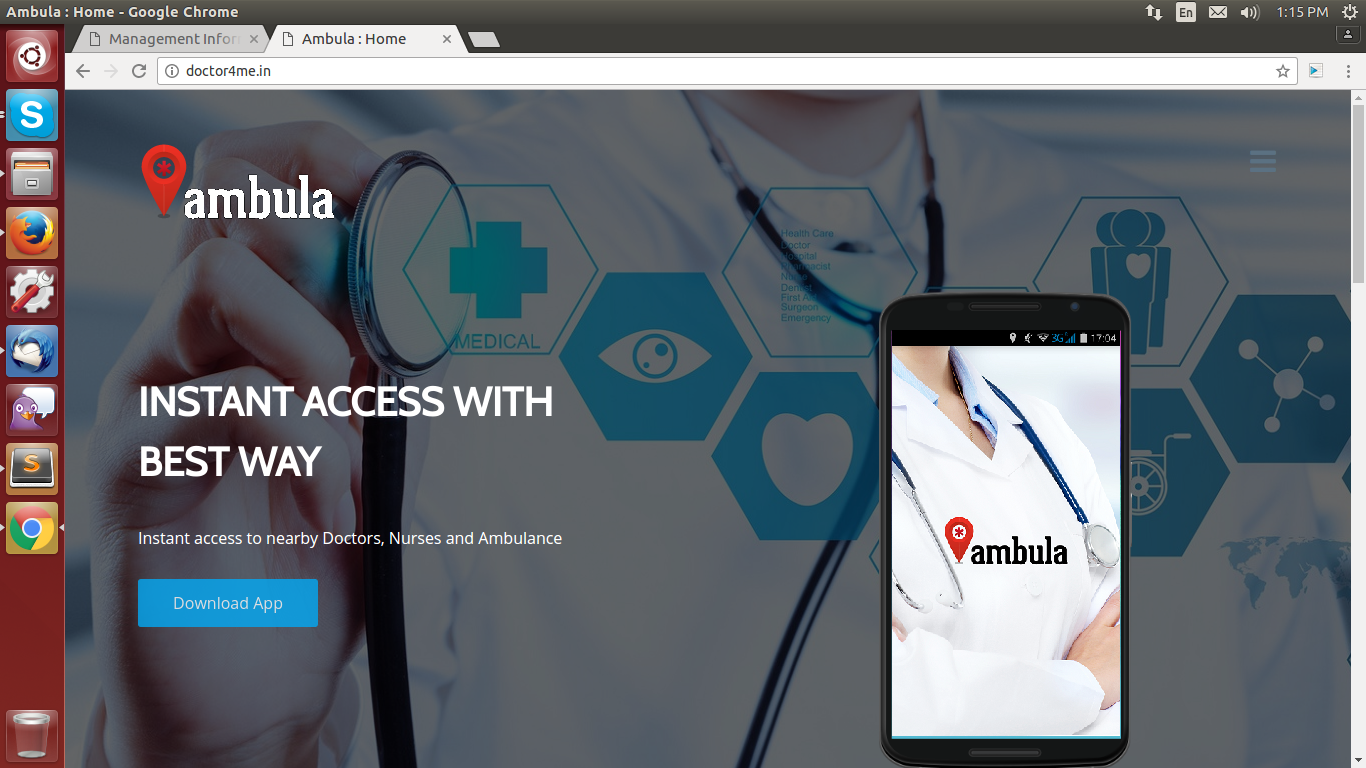 Ambula : Home - Google Chrome
En
1:15 PM
Management Infor
Ambula : Home
doctor4me.in
ambula
MEDICAL
Health Care
Doctor
Hospital
Dentist
First Aid
Surgeon
Emergency
3G
17:04
INSTANT ACCESS WITH
BEST WAY
Instant access to nearby Doctors, Nurses and Ambulance
Download App
ambula